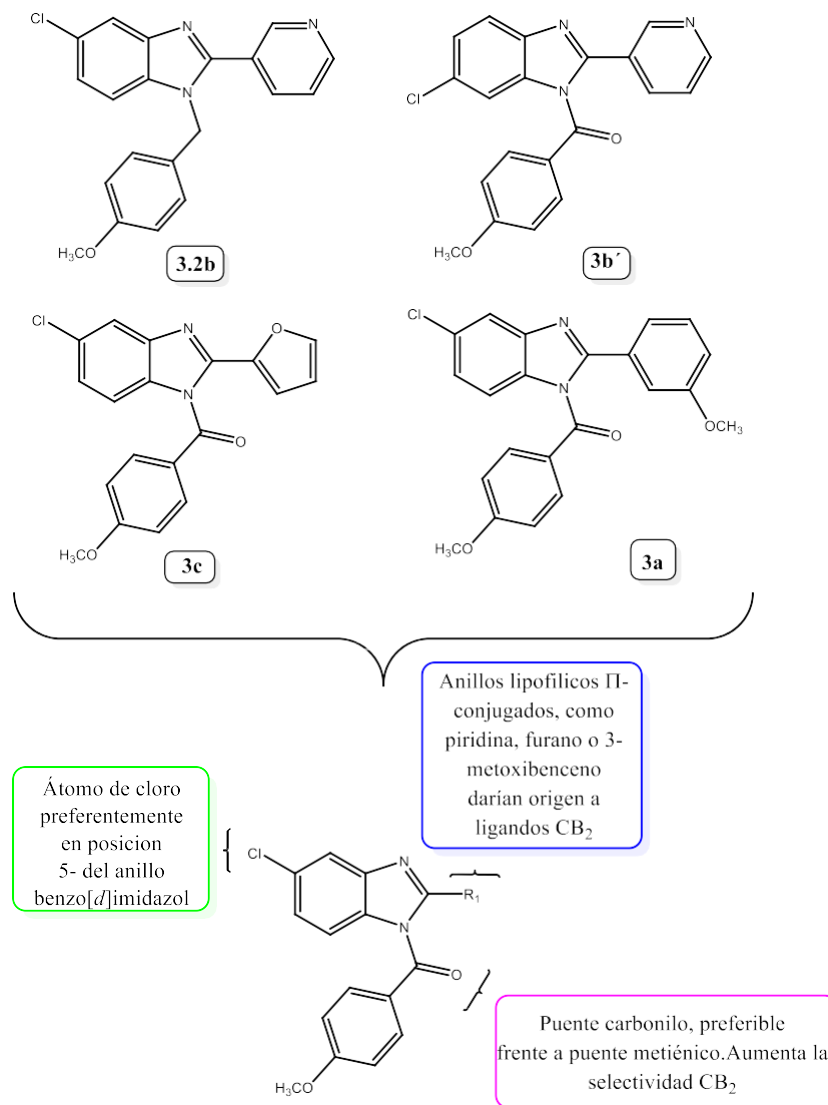 Cl
N
N
N
H₃CO
3.2b
N
N
N
Cl
O
H₃CO
3b´
Cl
N
O
N
O
H₃CO
3c
Cl
N
N
OCH₃
O
H₃CO
3a
Anillos lipofilicos Π-
conjugados, como
piridina, furano o 3-
metoxibenceno
darían origen a
ligandos CB₂
Átomo de cloro
preferentemente
en posicion
5- del anillo
benzo[d]imidazol
Cl
N
R₁
N
O
H₃CO
Puente carbonilo, preferible
frente a puente metiénico.Aumenta la
selectividad CB₂